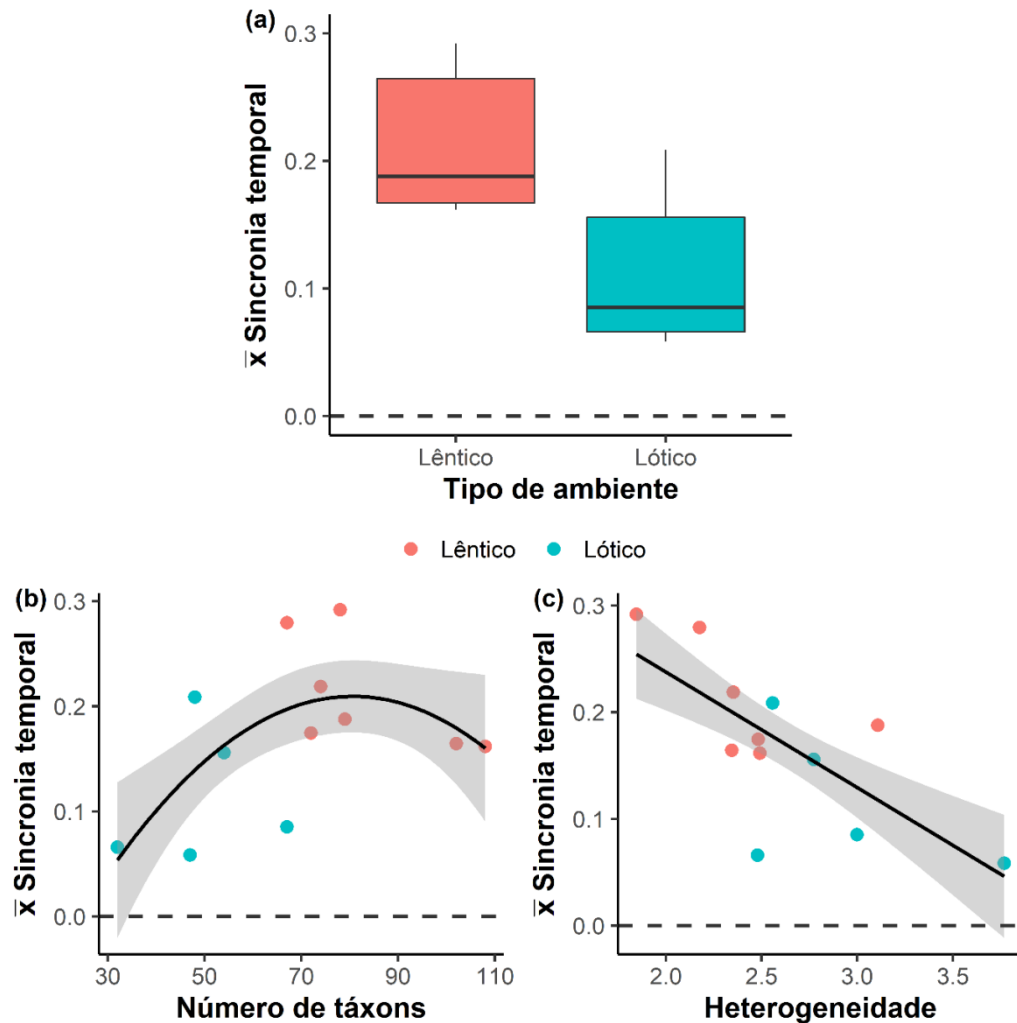 (a)
x̅ Sincronia temporal
0.3
0.2
0.1
0.0
Lêntico Lótico
Tipo de ambiente
Lêntico Lótico
(b)
x̅ Sincronia temporal
0.3
0.2
0.1
0.0
30 50 70 90 110
Número de táxons
(c)
x̅ Sincronia temporal
0.3
0.2
0.1
0.0
2.0 2.5 3.0 3.5
Heterogeneidade